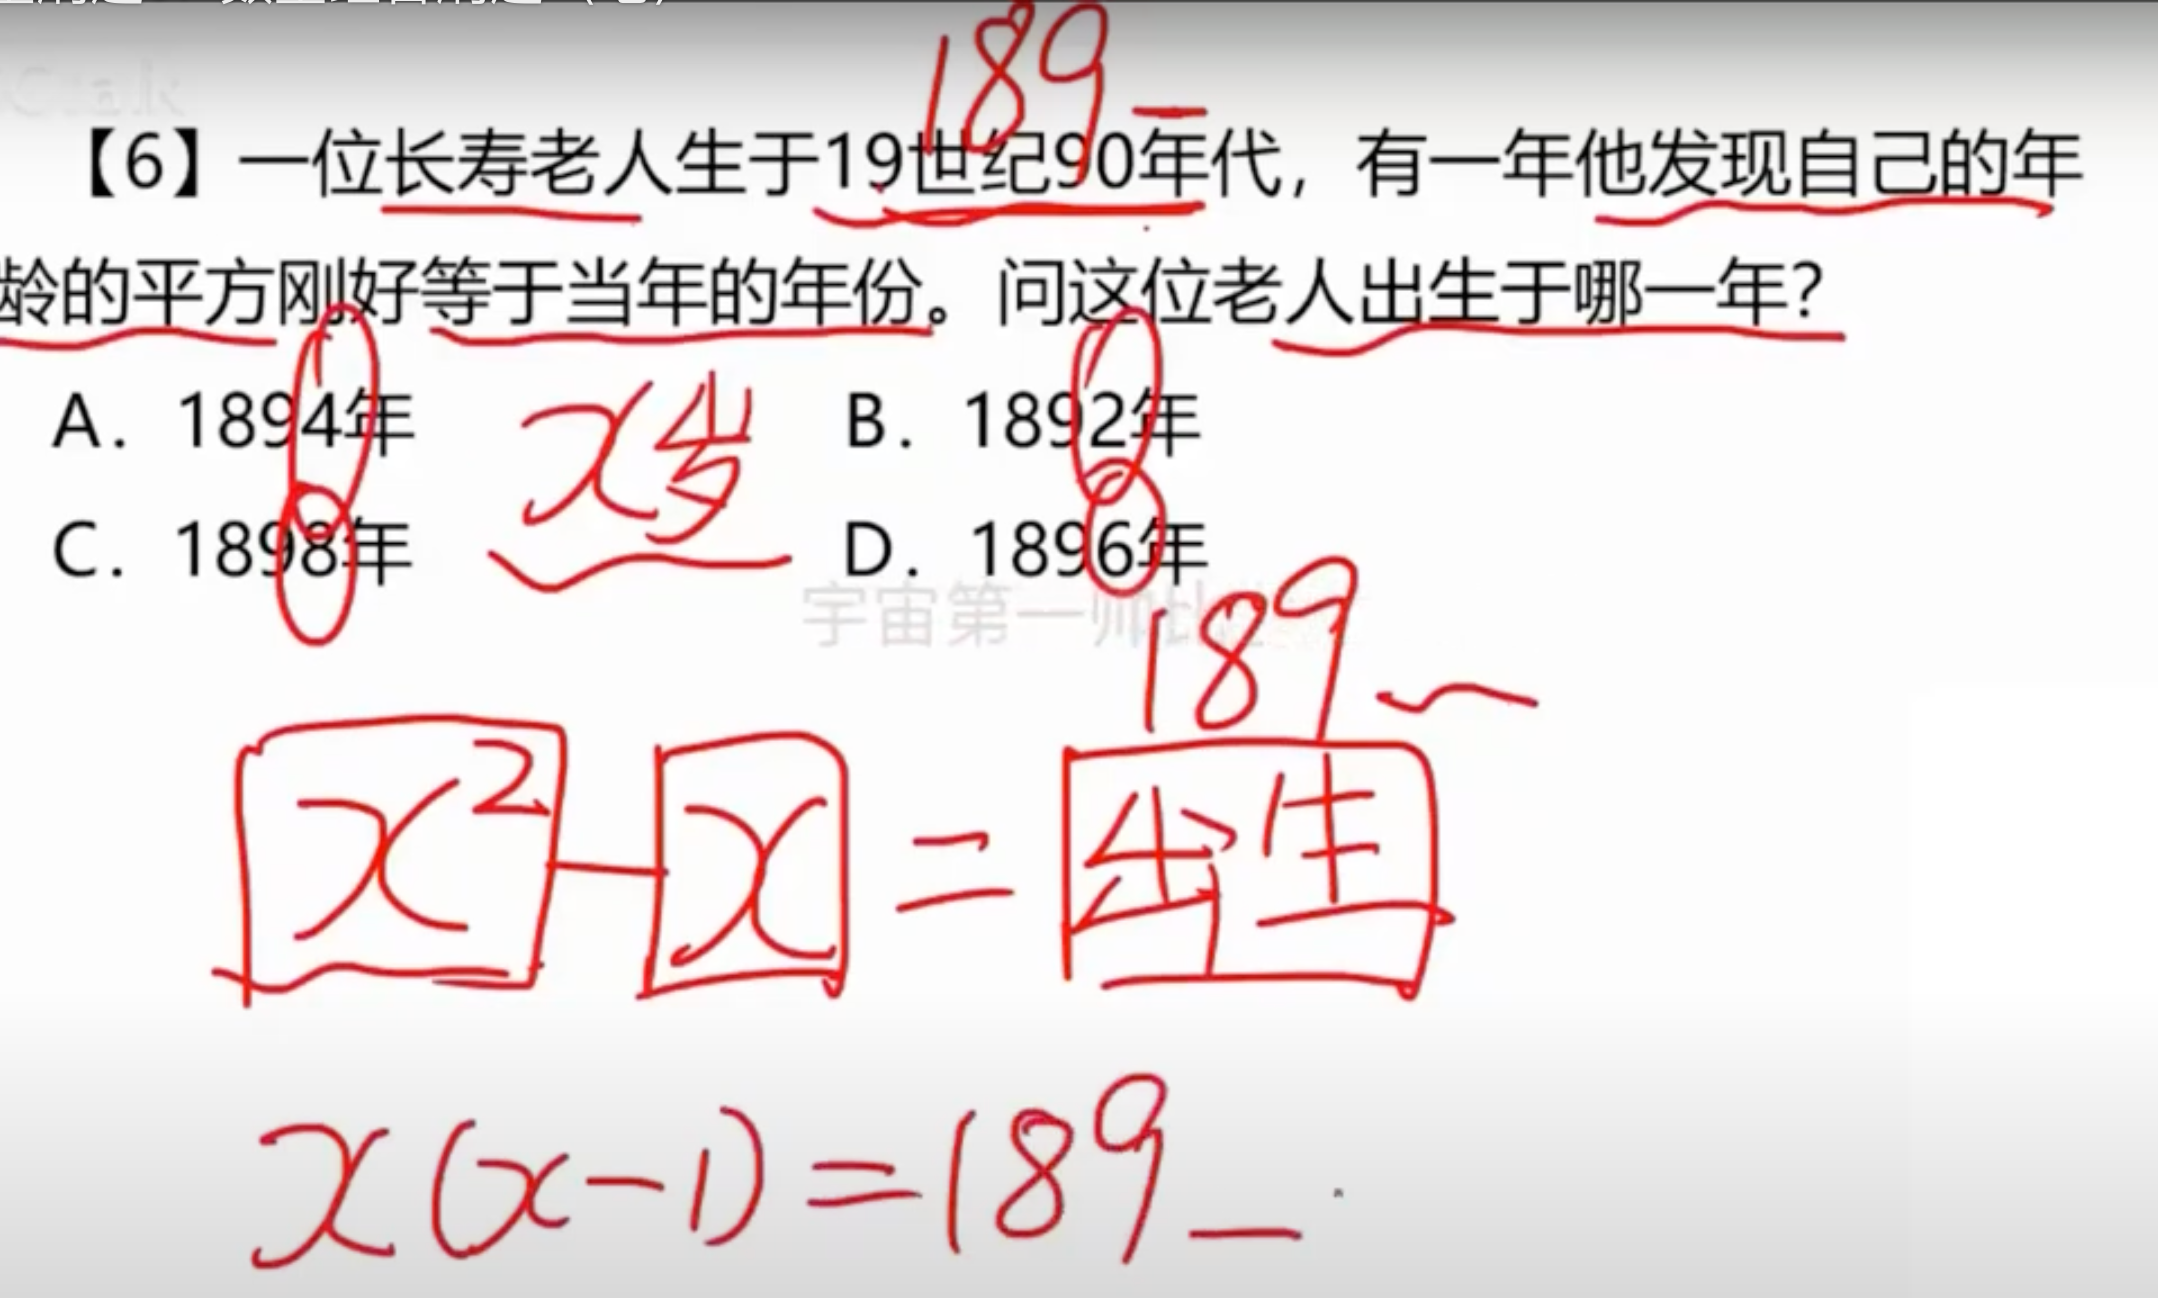 189_
【6】一位长寿老人生于19世纪90年代，有一年他发现自己的年
龄的平方刚好等于当年的年份。问这位老人出生于哪一年？
A．1894年 B．1892年
x岁
C．1898年 D．1896年
宇宙第一帅
189_
x² - x = 出生
x(x-1)=189_